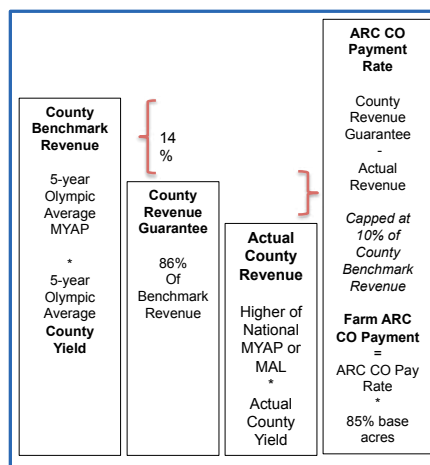 County
Benchmark
Revenue
5-year
Olympic
Average
MYAP
*
5-year
Olympic
Average
County
Yield
14
%
County
Revenue
Guarantee
86%
Of
Benchmark
Revenue
Actual
County
Revenue
Higher of
National
MYAP or
MAL
*
Actual
County
Yield
ARC CO
Payment
Rate
County
Revenue
Guarantee
-
Actual
Revenue
Capped at
10% of
County
Benchmark
Revenue
Farm ARC
CO Payment
=
ARC CO Pay
Rate
*
85% base
acres